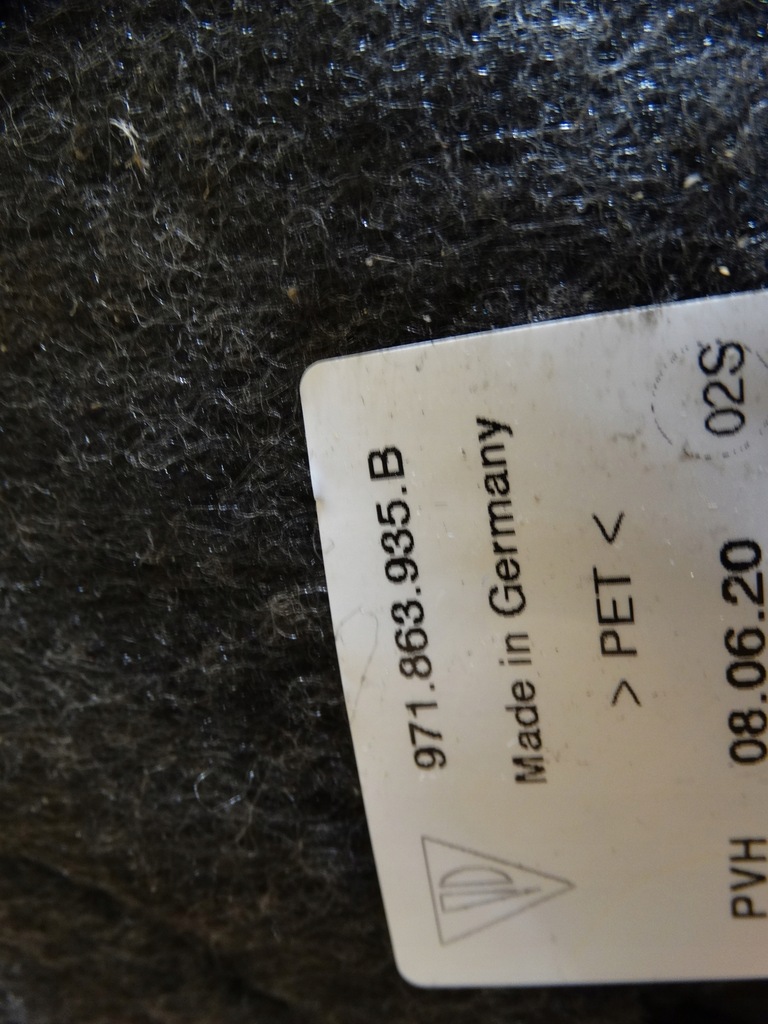 971.863.935.B
Made in Germany
> PET <
PVH 08.06.20 02S